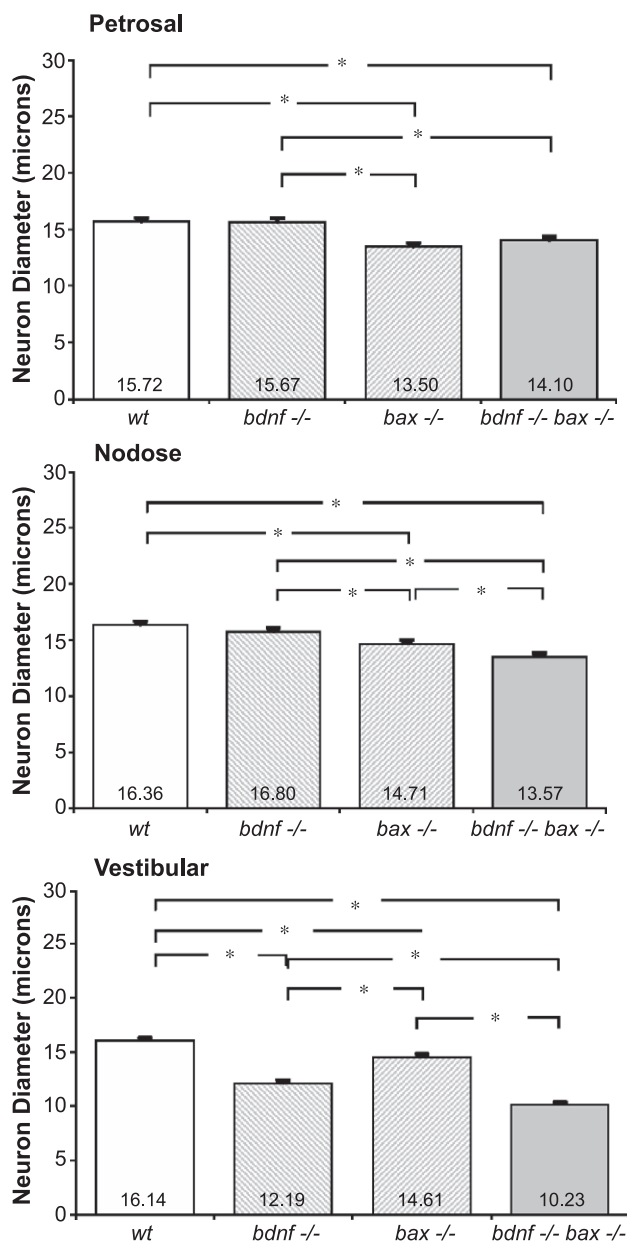 Petrosal
Neuron Diameter (microns)
30
25
20
15
10
5
0
*
*
*
*
15.72 15.67 13.50 14.10
wt bdnf -/- bax -/- bdnf -/- bax -/-
Nodose
Neuron Diameter (microns)
30
25
20
15
10
5
0
*
*
*
* *
16.36 16.80 14.71 13.57
wt bdnf -/- bax -/- bdnf -/- bax -/-
Vestibular
Neuron Diameter (microns)
30
25
20
15
10
5
0
*
*
* *
*
*
16.14 12.19 14.61 10.23
wt bdnf -/- bax -/- bdnf -/- bax -/-